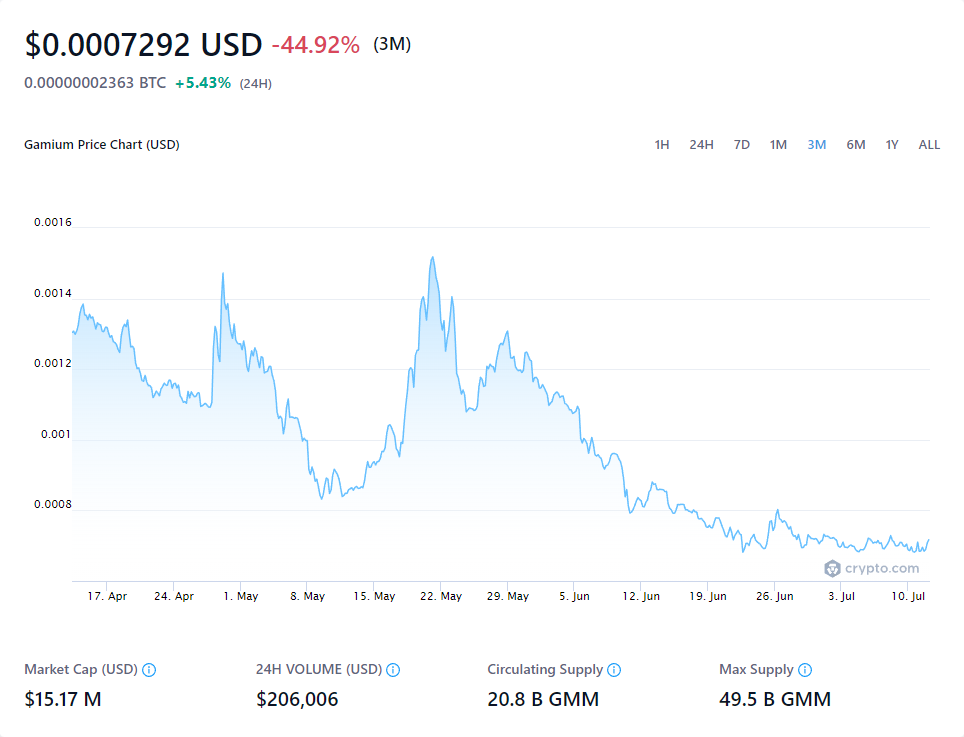 $0.0007292 USD -44.92% (3M)
0.00000002363 BTC +5.43% (24H)
Gamium Price Chart (USD) 1H 24H 7D 1M 3M 6M 1Y ALL
0.0016
0.0014
0.0012
0.001
0.0008
crypto.com
17. Apr 24. Apr 1. May 8. May 15. May 22. May 29. May 5. Jun 12. Jun 19. Jun 26. Jun 3. Jul 10. Jul
Market Cap (USD) 24H VOLUME (USD) Circulating Supply Max Supply
$15.17 M $206,006 20.8 B GMM 49.5 B GMM